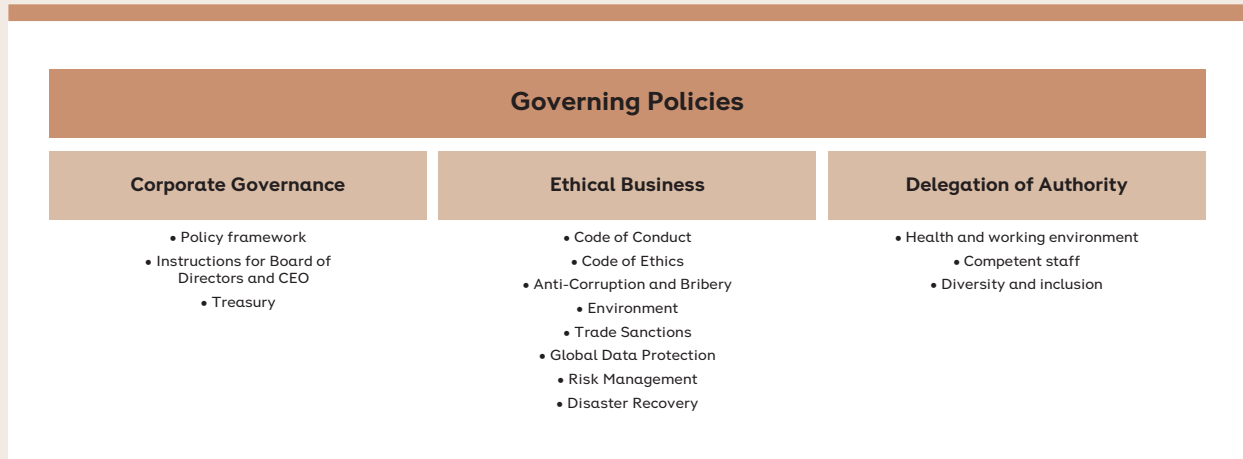 Governing Policies
Corporate Governance
• Policy framework
• Instructions for Board of
Directors and CEO
• Treasury
Ethical Business
• Code of Conduct
• Code of Ethics
• Anti-Corruption and Bribery
• Environment
• Trade Sanctions
• Global Data Protection
• Risk Management
• Disaster Recovery
Delegation of Authority
• Health and working environment
• Competent staff
• Diversity and inclusion